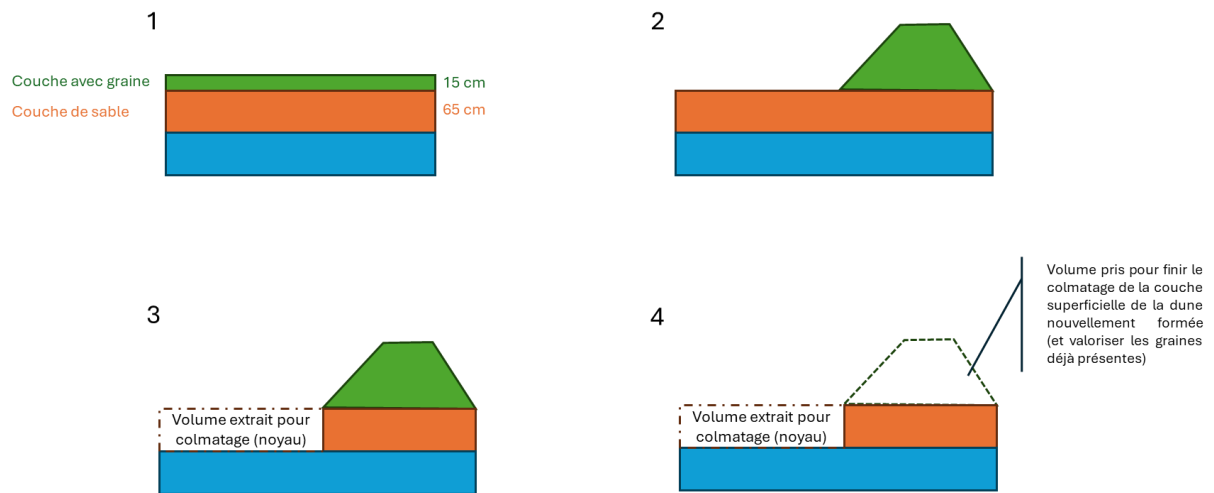 1
Couche avec graine
15 cm
Couche de sable
65 cm
2
3
Volume extrait pour
colmatage (noyau)
4
Volume extrait pour
colmatage (noyau)
Volume pris pour finir le
colmatage de la couche
superficielle de la dune
nouvellement formée
(et valoriser les graines
déjà présentes)